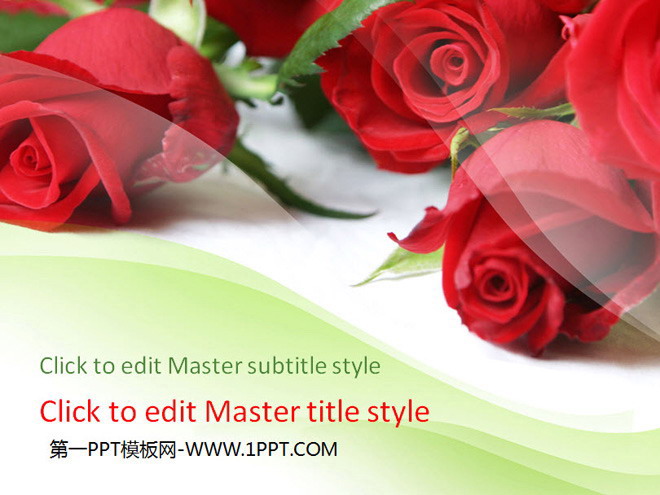 Click to edit Master subtitle style
Click to edit Master title style
第一PPT模板网-WWW.1PPT.COM